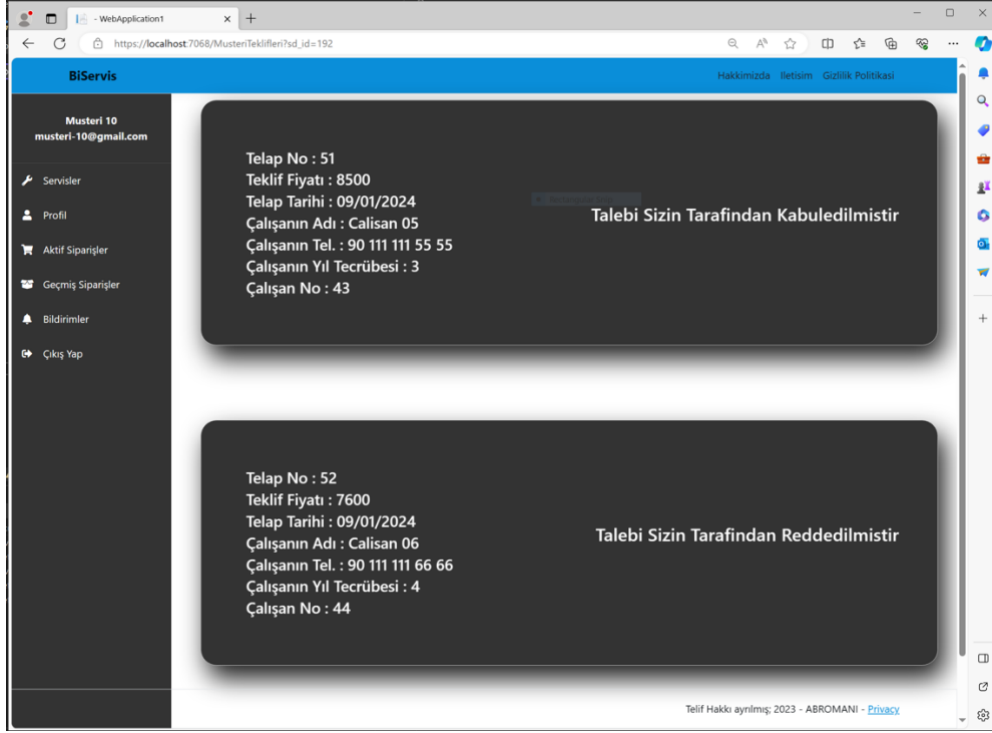 - WebApplication1
https://localhost:7068/MusteriTeklifleri?sd_id=192
BiServis
Hakkimizda Iletisim Gizlilik Politikasi
Musteri 10
musteri-10@gmail.com
Servisler
Profil
Aktif Siparişler
Geçmiş Siparişler
Bildirimler
Çıkış Yap
Telap No : 51
Teklif Fiyatı : 8500
Telap Tarihi : 09/01/2024
Çalışanın Adı : Calisan 05
Çalışanın Tel. : 90 111 111 55 55
Çalışanın Yıl Tecrübesi : 3
Çalışan No : 43
Talebi Sizin Tarafindan Kabuledilmistir
Telap No : 52
Teklif Fiyatı : 7600
Telap Tarihi : 09/01/2024
Çalışanın Adı : Calisan 06
Çalışanın Tel. : 90 111 111 66 66
Çalışanın Yıl Tecrübesi : 4
Çalışan No : 44
Talebi Sizin Tarafindan Reddedilmistir
Telif Hakkı ayrılmış; 2023 - ABROMANI - Privacy